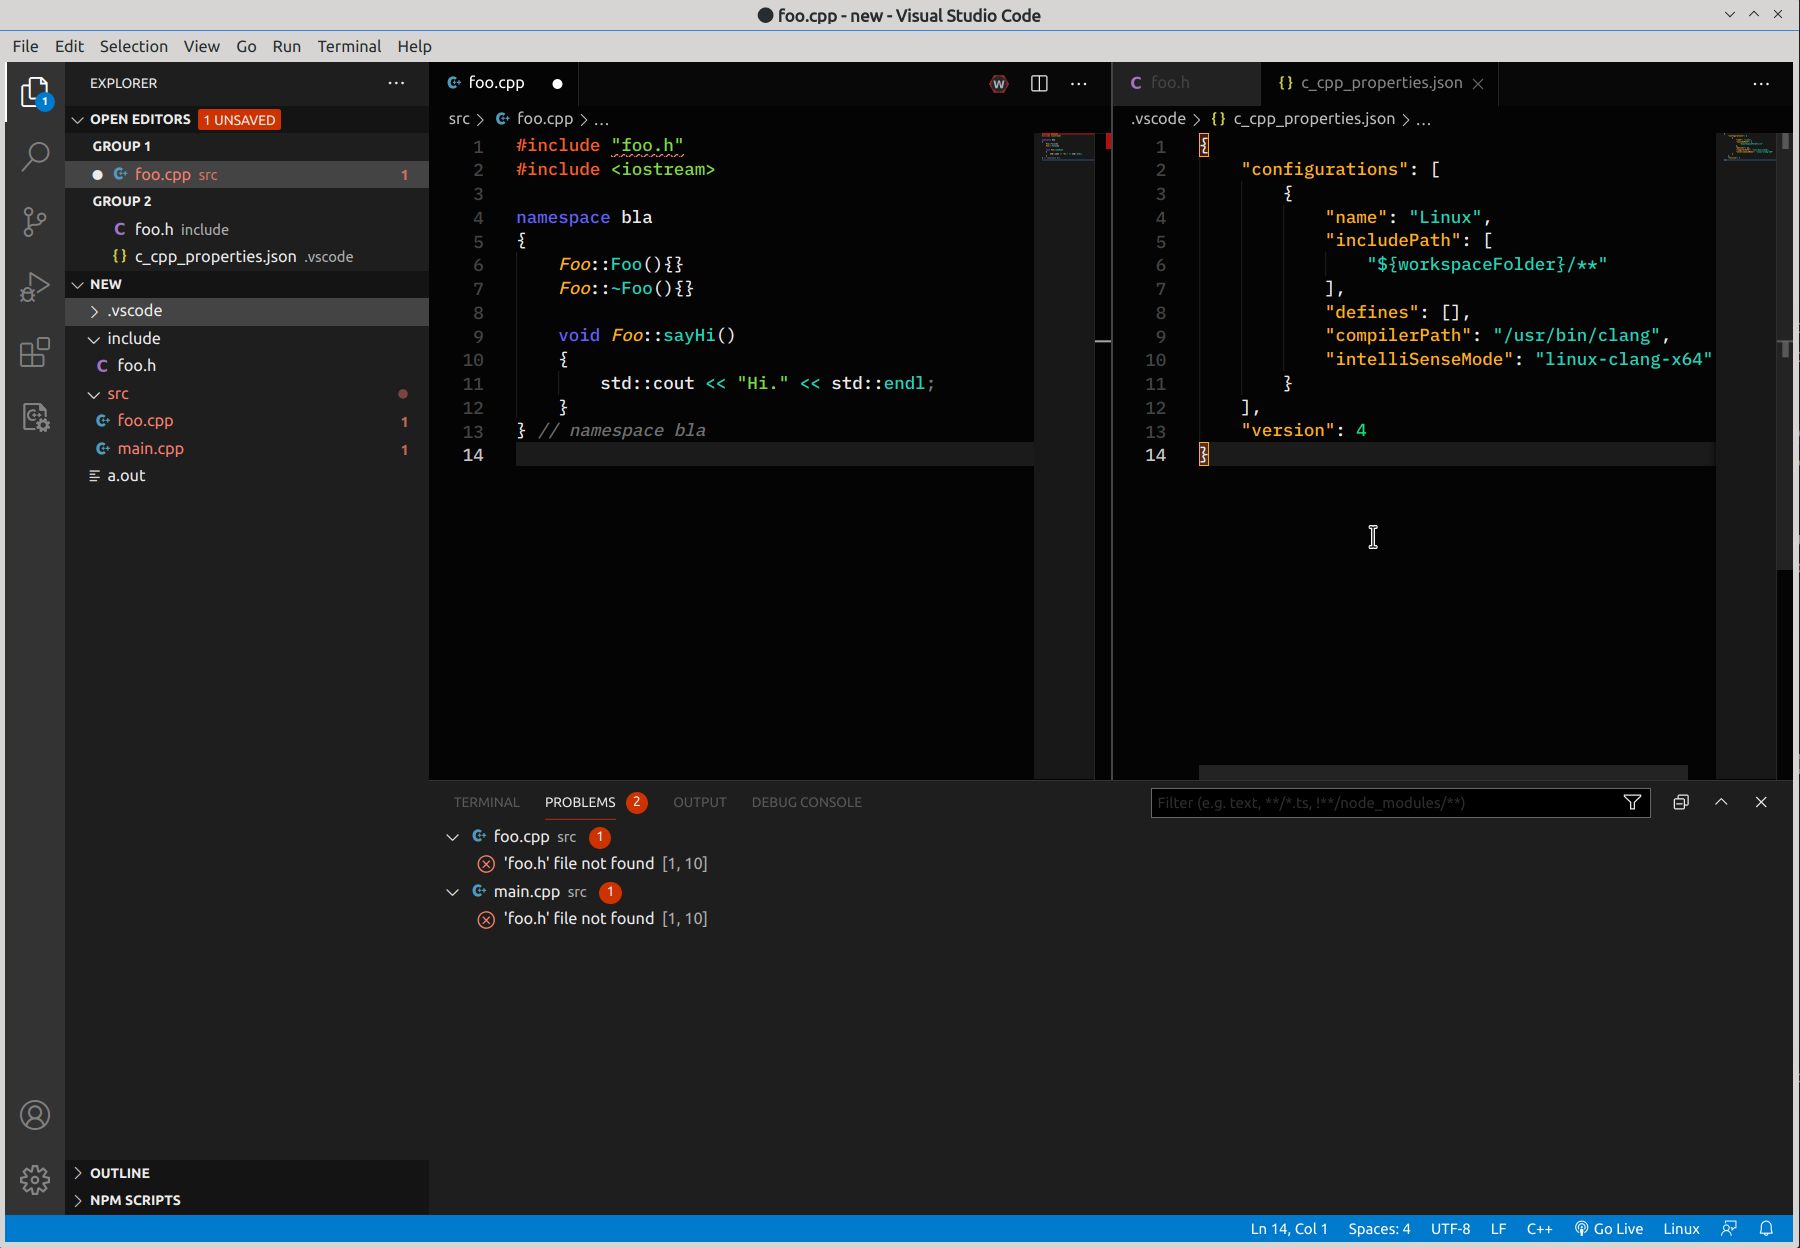 foo.cpp - new - Visual Studio Code
File Edit Selection View Go Run Terminal Help
1
EXPLORER ...
OPEN EDITORS 1 UNSAVED
GROUP 1
foo.cpp src 1
GROUP 2
foo.h include
{} c_cpp_properties.json .vscode
NEW
.vscode
include
C foo.h
src
foo.cpp 1
main.cpp 1
a.out
OUTLINE
NPM SCRIPTS
foo.cpp
W
...
src > foo.cpp > ...
1 #include "foo.h"
2 #include <iostream>
3
4 namespace bla
5 {
6 Foo::Foo(){}
7 Foo::~Foo(){}
8
9 void Foo::sayHi()
10 {
11 std::cout << "Hi." << std::endl;
12 }
13 } // namespace bla
14
C foo.h {} c_cpp_properties.json ...
.vscode > {} c_cpp_properties.json > ...
1 {
2 "configurations": [
3 {
4 "name": "Linux",
5 "includePath": [
6 "${workspaceFolder}/**"
7 ],
8 "defines": [],
9 "compilerPath": "/usr/bin/clang",
10 "intelliSenseMode": "linux-clang-x64"
11 }
12 ],
13 "version": 4
14 }
TERMINAL PROBLEMS 2 OUTPUT DEBUG CONSOLE
Filter (e.g. text, **/*.ts, !**/node_modules/**)
foo.cpp src 1
'foo.h' file not found [1, 10]
main.cpp src 1
'foo.h' file not found [1, 10]
Ln 14, Col 1 Spaces: 4 UTF-8 LF C++ Go Live Linux